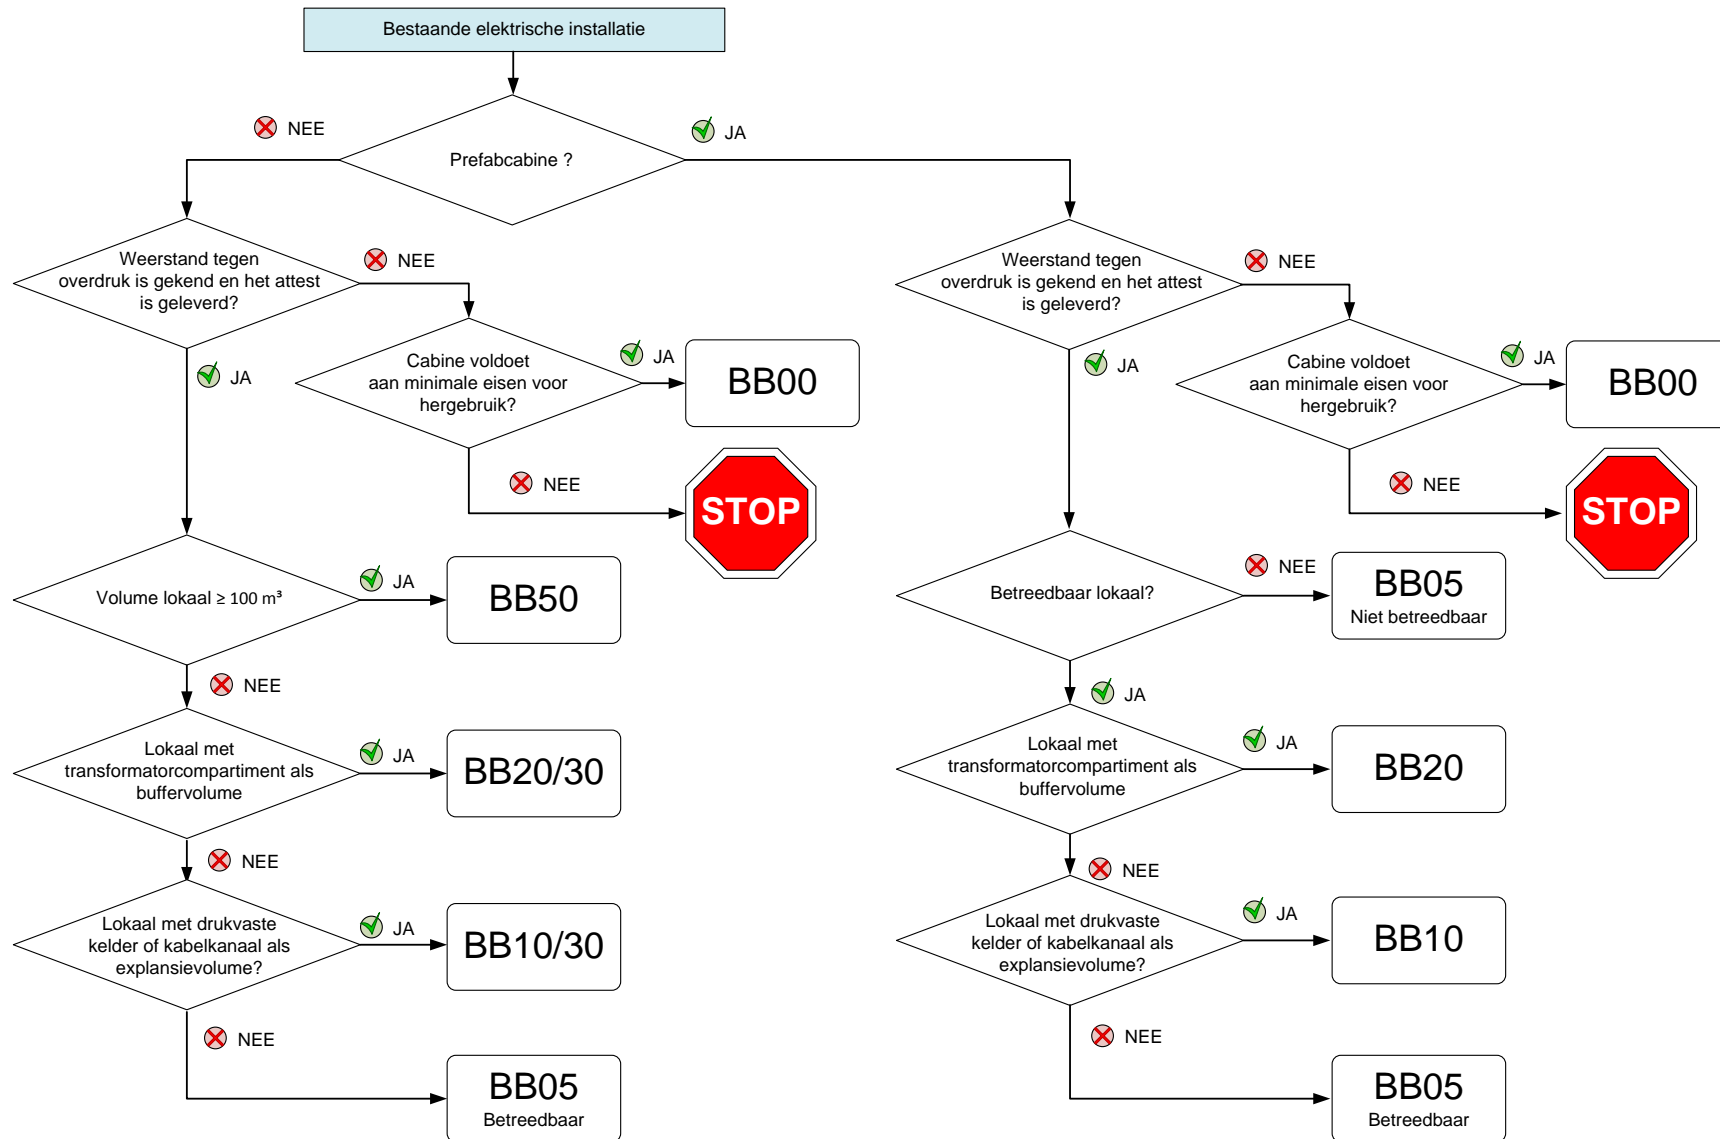 Bestaande elektrische installatie
NEE
JA
Prefabcabine ?
Weerstand tegen
overdruk is gekend en het attest
is geleverd?
NEE
Weerstand tegen
overdruk is gekend en het attest
is geleverd?
NEE
JA
Cabine voldoet
aan minimale eisen voor
hergebruik?
JA
BB00
JA
Cabine voldoet
aan minimale eisen voor
hergebruik?
JA
BB00
NEE
STOP
NEE
STOP
Volume lokaal ≥ 100 m³
JA
BB50
Betreedbaar lokaal?
NEE
BB05
Niet betreedbaar
NEE
JA
Lokaal met
transformatorcompartiment als
buffervolume
JA
BB20/30
Lokaal met
transformatorcompartiment als
buffervolume
JA
BB20
NEE
NEE
Lokaal met drukvaste
kelder of kabelkanaal als
explansievolume?
JA
BB10/30
Lokaal met drukvaste
kelder of kabelkanaal als
explansievolume?
JA
BB10
NEE
NEE
BB05
Betreedbaar
BB05
Betreedbaar